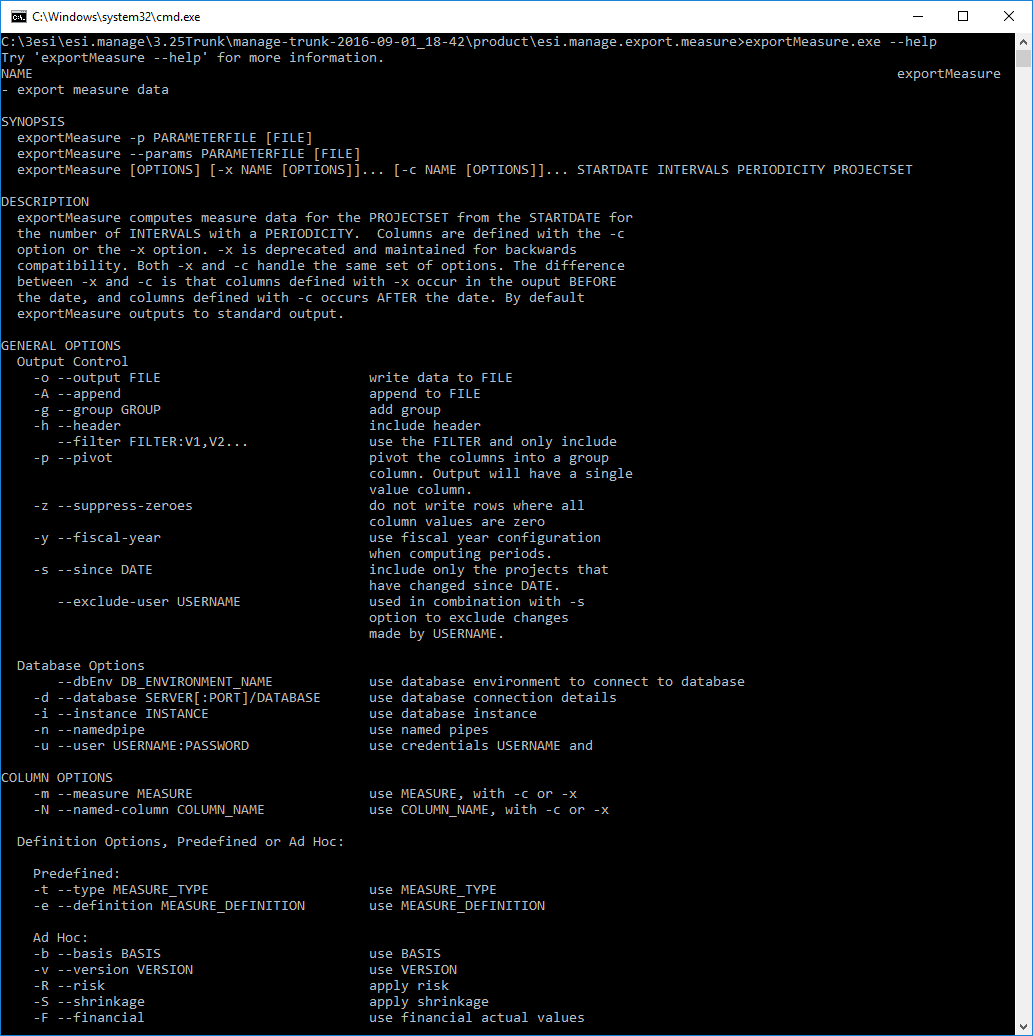 C:\Windows\system32\cmd.exe
C:\3esi\esi.manage\3.25Trunk\manage-trunk-2016-09-01_18-42\product\esi.manage.export.measure>exportMeasure.exe --help
Try 'exportMeasure --help' for more information.
NAME exportMeasure
- export measure data
SYNOPSIS
exportMeasure -p PARAMETERFILE [FILE]
exportMeasure --params PARAMETERFILE [FILE]
exportMeasure [OPTIONS] [-x NAME [OPTIONS]]... [-c NAME [OPTIONS]]... STARTDATE INTERVALS PERIODICITY PROJECTSET
DESCRIPTION
exportMeasure computes measure data for the PROJECTSET from the STARTDATE for
the number of INTERVALS with a PERIODICITY.  Columns are defined with the -c
option or the -x option. -x is deprecated and maintained for backwards
compatibility. Both -x and -c handle the same set of options. The difference
between -x and -c is that columns defined with -x occur in the ouput BEFORE
the date, and columns defined with -c occurs AFTER the date. By default
exportMeasure outputs to standard output.
GENERAL OPTIONS
Output Control
-o --output FILE write data to FILE
-A --append append to FILE
-g --group GROUP add group
-h --header include header
--filter FILTER:V1,V2... use the FILTER and only include
-p --pivot pivot the columns into a group
column. Output will have a single
value column.
-z --suppress-zeroes do not write rows where all
column values are zero
-y --fiscal-year use fiscal year configuration
when computing periods.
-s --since DATE include only the projects that
have changed since DATE.
--exclude-user USERNAME used in combination with -s
option to exclude changes
made by USERNAME.
Database Options
--dbEnv DB_ENVIRONMENT_NAME use database environment to connect to database
-d --database SERVER[:PORT]/DATABASE use database connection details
-i --instance INSTANCE use database instance
-n --namedpipe use named pipes
-u --user USERNAME:PASSWORD use credentials USERNAME and
COLUMN OPTIONS
-m --measure MEASURE use MEASURE, with -c or -x
-N --named-column COLUMN_NAME use COLUMN_NAME, with -c or -x
Definition Options, Predefined or Ad Hoc:
Predefined:
-t --type MEASURE_TYPE use MEASURE_TYPE
-e --definition MEASURE_DEFINITION use MEASURE_DEFINITION
Ad Hoc:
-b --basis BASIS use BASIS
-v --version VERSION use VERSION
-R --risk apply risk
-S --shrinkage apply shrinkage
-F --financial use financial actual values